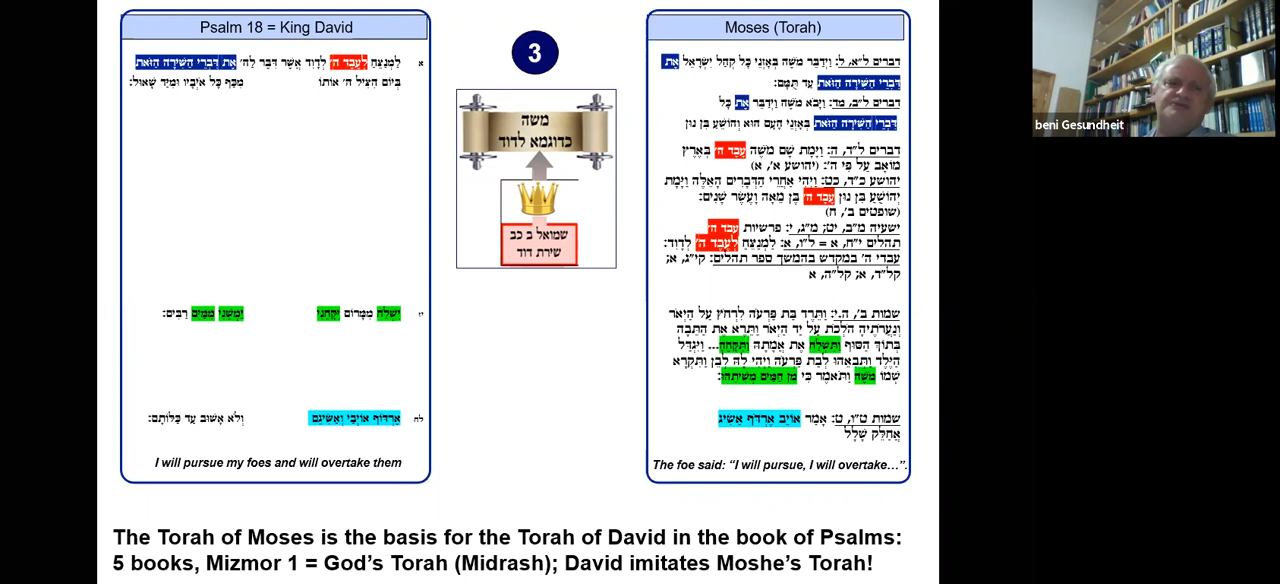 Psalm 18 = King David
א לַמְנַצֵּחַ לְעֶבֶד ה' לְדָוִד אֲשֶׁר דִּבֶּר לַה' אֶת דִּבְרֵי הַשִּׁירָה הַזֹּאת
בְּיוֹם הִצִּיל ה' אוֹתוֹ מִכַּף כָּל אֹיְבָיו וּמִיַּד שָׁאוּל:
יז יִשְׁלַח מִמָּרוֹם יִקָּחֵנִי יַמְשֵׁנִי מִמַּיִם רַבִּים:
לח אֶרְדּוֹף אוֹיְבַי וְאַשִּׂיגֵם וְלֹא אָשׁוּב עַד כַּלּוֹתָם:
I will pursue my foes and will overtake them
3
משה
כדוגמא לדוד
שמואל ב כב
שירת דוד
Moses (Torah)
דברים ל"א, ל: וַיְדַבֵּר מֹשֶׁה בְּאָזְנֵי כָּל קְהַל יִשְׂרָאֵל אֶת
דִּבְרֵי הַשִּׁירָה הַזֹּאת עַד תֻּמָּם:
דברים ל"ב, מד: וַיָּבֹא מֹשֶׁה וַיְדַבֵּר אֶת כָּל
דִּבְרֵי הַשִּׁירָה הַזֹּאת בְּאָזְנֵי הָעָם הוּא וְהוֹשֵׁעַ בִּן נוּן
דברים ל"ד, ה: וַיָּמָת שָׁם מֹשֶׁה עֶבֶד ה' בְּאֶרֶץ
מוֹאָב עַל פִּי ה': (יהושע א', א)
יהושע כ"ד, כט: וַיְהִי אַחֲרֵי הַדְּבָרִים הָאֵלֶּה וַיָּמָת
יְהוֹשֻׁעַ בִּן נוּן עֶבֶד ה' בֶּן מֵאָה וָעֶשֶׂר שָׁנִים:
(שופטים ב', ח)
ישעיה מ"ב, יט; מ"ג, י: פרשיות עבד ה'
תהלים י"ח, א = ל"ו, א: לַמְנַצֵּחַ לְעֶבֶד ה' לְדָוִד:
עבדי ה' במקדש בהמשך ספר תהלים: קי"ג, א;
קל"ד, א; קל"ה, א
שמות ב', ה.י: וַתֵּרֶד בַּת פַּרְעֹה לִרְחֹץ עַל הַיְאֹר
וְנַעֲרֹתֶיהָ הֹלְכֹת עַל יַד הַיְאֹר וַתֵּרֶא אֶת הַתֵּבָה
בְּתוֹךְ הַסּוּף וַתִּשְׁלַח אֶת אֲמָתָהּ וַתִּקָּחֶהָ... וַיִּגְדַּל
הַיֶּלֶד וַתְּבִאֵהוּ לְבַת פַּרְעֹה וַיְהִי לָהּ לְבֵן וַתִּקְרָא
שְׁמוֹ מֹשֶׁה וַתֹּאמֶר כִּי מִן הַמַּיִם מְשִׁיתִהוּ:
שמות ט"ו, ט: אָמַר אוֹיֵב אֶרְדֹּף אַשִּׂיג
אֲחַלֵּק שָׁלָל
The foe said: “I will pursue, I will overtake…”.
beni Gesundheit
The Torah of Moses is the basis for the Torah of David in the book of Psalms:
5 books, Mizmor 1 = God’s Torah (Midrash); David imitates Moshe’s Torah!